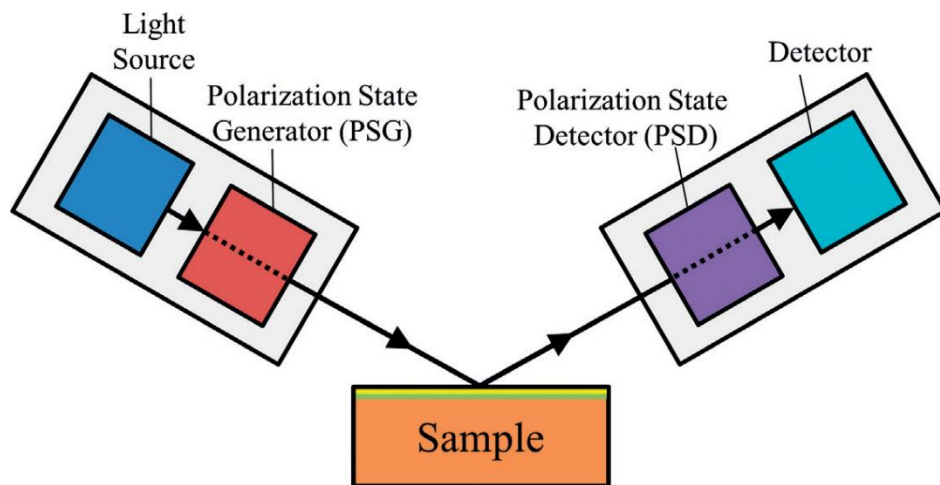 Light
Source
Polarization State
Generator (PSG)
Polarization State
Detector (PSD)
Detector
Sample